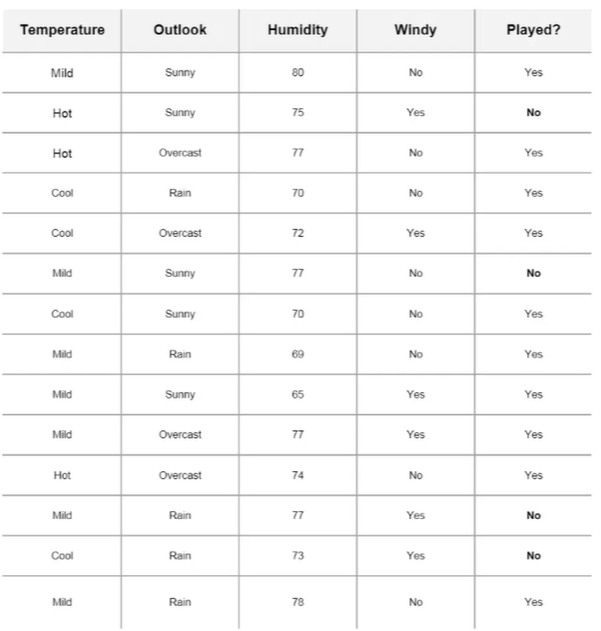 Temperature Outlook Humidity Windy Played?
Mild Sunny 80 No Yes
Hot Sunny 75 Yes No
Hot Overcast 77 No Yes
Cool Rain 70 No Yes
Cool Overcast 72 Yes Yes
Mild Sunny 77 No No
Cool Sunny 70 No Yes
Mild Rain 69 No Yes
Mild Sunny 65 Yes Yes
Mild Overcast 77 Yes Yes
Hot Overcast 74 No Yes
Mild Rain 77 Yes No
Cool Rain 73 Yes No
Mild Rain 78 No Yes